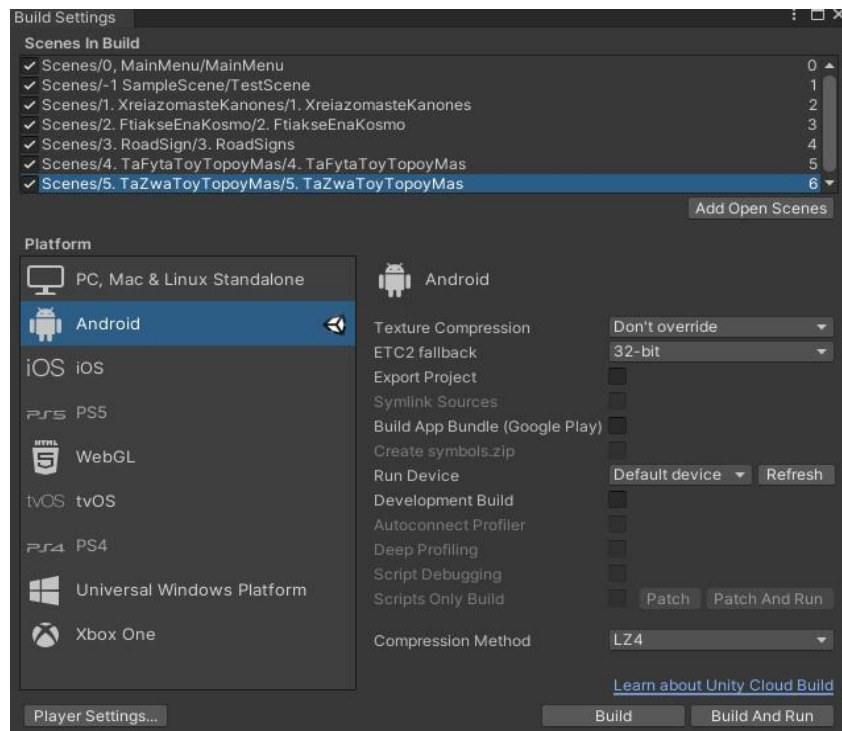 Build Settings
Scenes In Build
Scenes/0, MainMenu/MainMenu 0
Scenes/-1 SampleScene/TestScene 1
Scenes/1. XreiazomasteKanones/1. XreiazomasteKanones 2
Scenes/2. FtiakseEnaKosmo/2. FtiakseEnaKosmo 3
Scenes/3. RoadSign/3. RoadSigns 4
Scenes/4. TaFytaToyTopoyMas/4. TaFytaToyTopoyMas 5
Scenes/5. TaZwaToyTopoyMas/5. TaZwaToyTopoyMas 6
Add Open Scenes
Platform
PC, Mac & Linux Standalone
Android
iOS iOS
PS5 PS5
HTML 5 WebGL
tvOS tvOS
PS4 PS4
Universal Windows Platform
Xbox One
Android
Texture Compression Don't override
ETC2 fallback 32-bit
Export Project
Symlink Sources
Build App Bundle (Google Play)
Create symbols.zip
Run Device Default device Refresh
Development Build
Autoconnect Profiler
Deep Profiling
Script Debugging
Scripts Only Build Patch Patch And Run
Compression Method LZ4
Learn about Unity Cloud Build
Player Settings... Build Build And Run